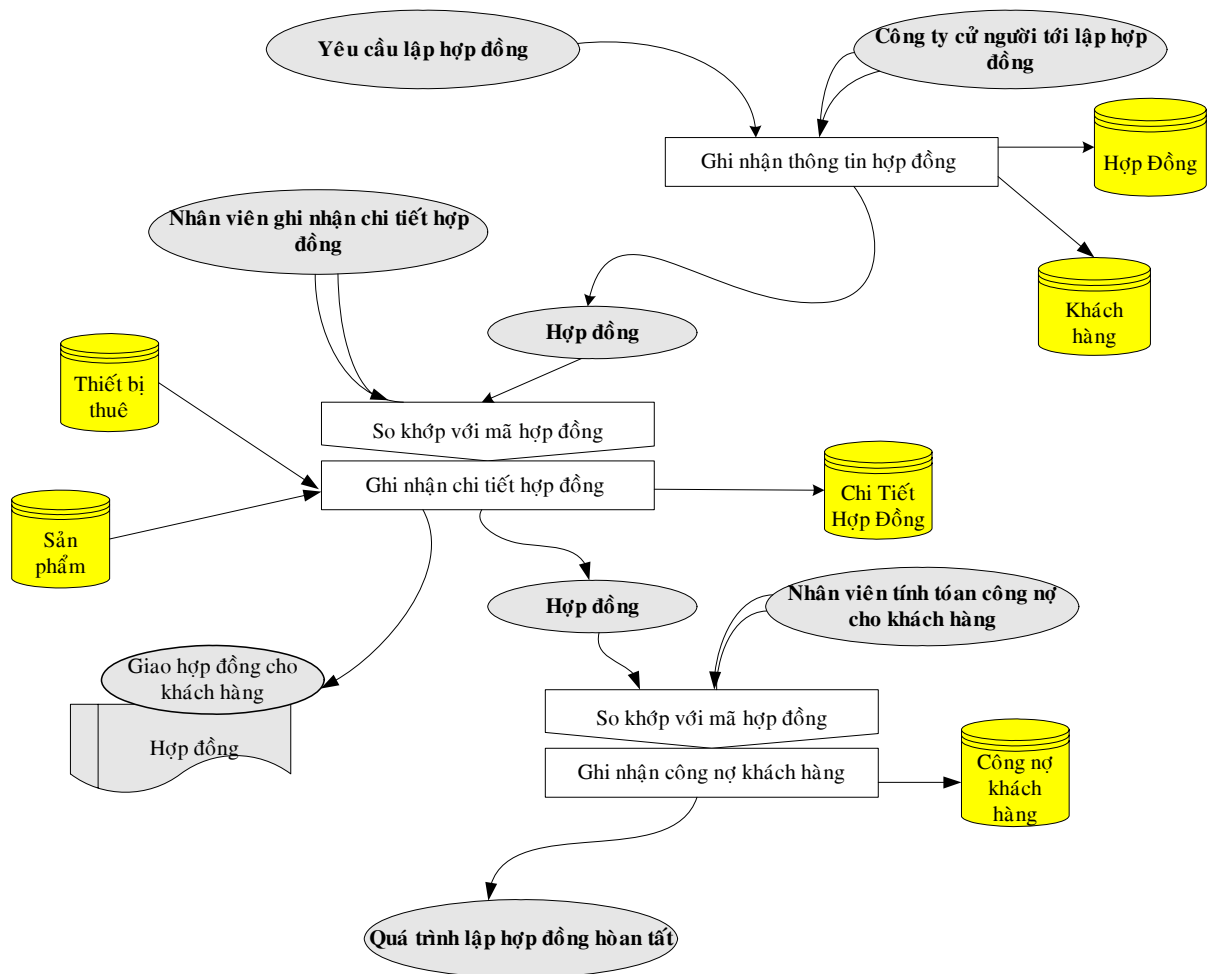 Yêu cầu lập hợp đồng
Công ty cử người tới lập hợp
đồng
Ghi nhận thông tin hợp đồng
Hợp Đồng
Nhân viên ghi nhận chi tiết hợp
đồng
Khách
hàng
Hợp đồng
Thiết bị
thuê
So khớp với mã hợp đồng
Ghi nhận chi tiết hợp đồng
Chi Tiết
Hợp Đồng
Sản
phẩm
Hợp đồng
Nhân viên tính tóan công nợ
cho khách hàng
Giao hợp đồng cho
khách hàng
Hợp đồng
So khớp với mã hợp đồng
Ghi nhận công nợ khách hàng
Công nợ
khách
hàng
Quá trình lập hợp đồng hòan tất